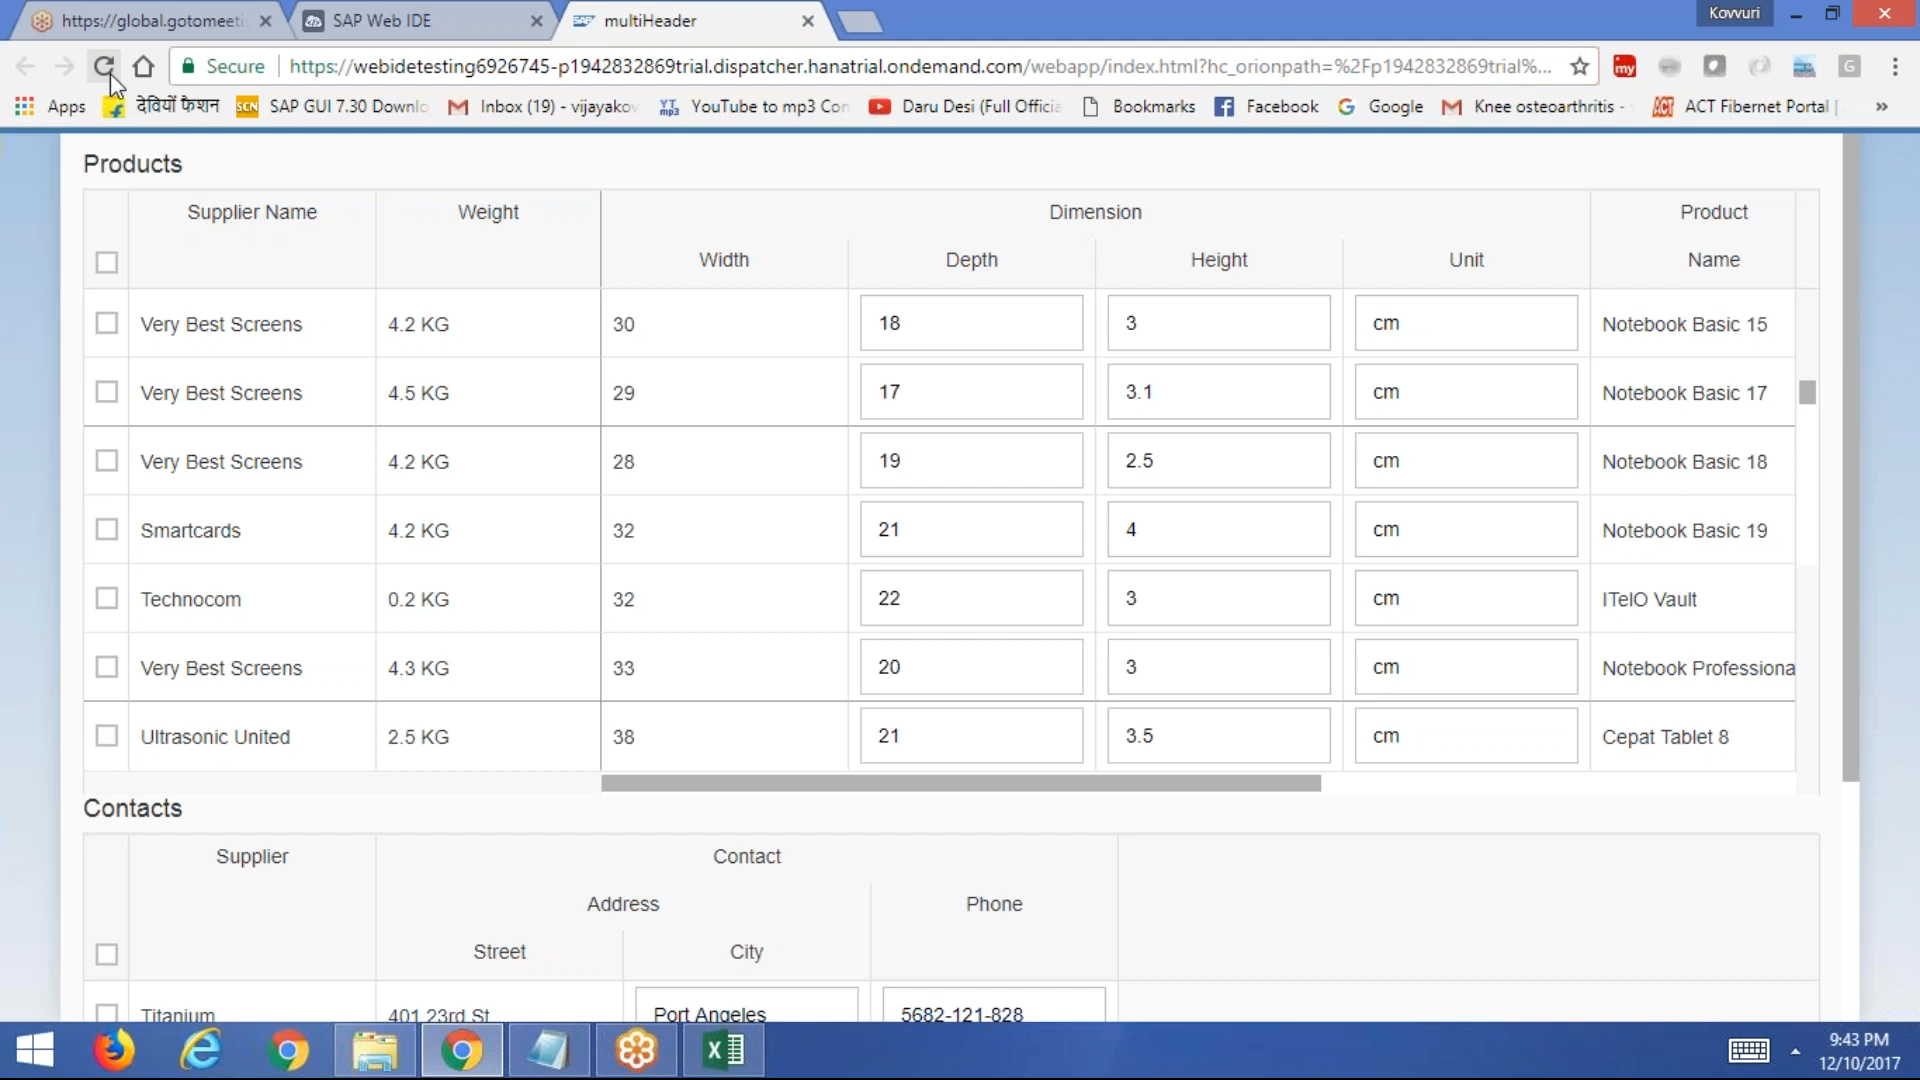 https://global.gotomeeti
SAP Web IDE
SAP multiHeader
Kovvuri
Secure https://webidetesting6926745-p1942832869trial.dispatcher.hanatrial.ondemand.com/webapp/index.html?hc_orionpath=%2Fp1942832869trial%...
my
G
Apps
देवियों फैशन
SCN SAP GUI 7.30 Downlo
Inbox (19) - vijayakov
YT mp3 YouTube to mp3 Con
Daru Desi (Full Officia
Bookmarks
Facebook
Google
Knee osteoarthritis -
ACT ACT Fibernet Portal |
»
Products
Supplier Name Weight Dimension Product
Width Depth Height Unit Name
Very Best Screens 4.2 KG 30 18 3 cm Notebook Basic 15
Very Best Screens 4.5 KG 29 17 3.1 cm Notebook Basic 17
Very Best Screens 4.2 KG 28 19 2.5 cm Notebook Basic 18
Smartcards 4.2 KG 32 21 4 cm Notebook Basic 19
Technocom 0.2 KG 32 22 3 cm ITelO Vault
Very Best Screens 4.3 KG 33 20 3 cm Notebook Professiona
Ultrasonic United 2.5 KG 38 21 3.5 cm Cepat Tablet 8
Contacts
Supplier Contact
Address Phone
Street City
Titanium 401 23rd St Port Angeles 5682-121-828
9:43 PM
12/10/2017